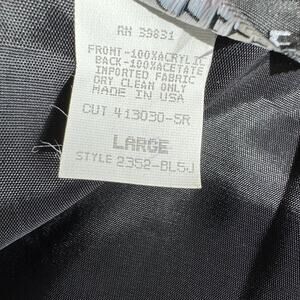 RN 39831
FRONT-100%ACRYLIC
BACK-100%ACETATE
IMPORTED FABRIC
DRY CLEAN ONLY
MADE IN USA
CUT 413030-SR
LARGE
STYLE 2352-BL5J